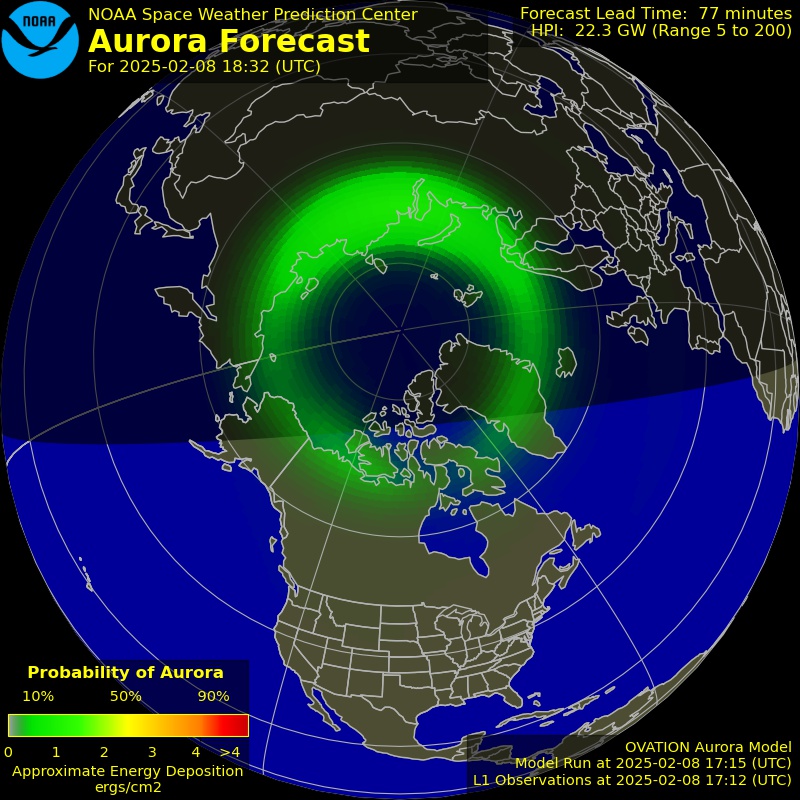 NOAA
NOAA Space Weather Prediction Center
Aurora Forecast
For 2025-02-08 18:32 (UTC)
Forecast Lead Time: 77 minutes
HPI: 22.3 GW (Range 5 to 200)
Probability of Aurora
10% 50% 90%
0 1 2 3 4 >4
Approximate Energy Deposition
ergs/cm2
OVATION Aurora Model
Model Run at 2025-02-08 17:15 (UTC)
L1 Observations at 2025-02-08 17:12 (UTC)